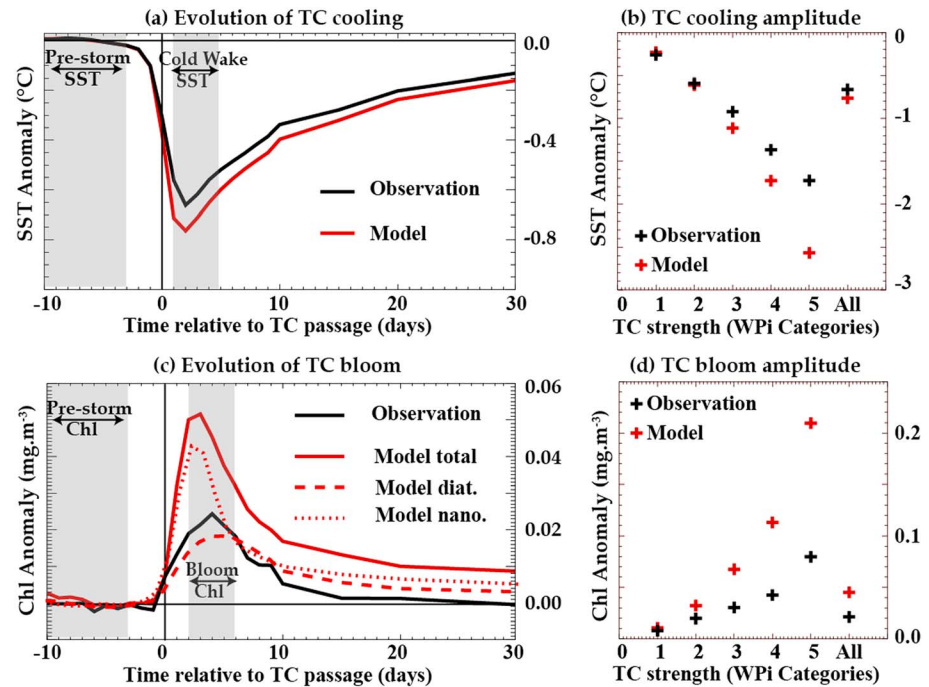 (a) Evolution of TC cooling
Pre-storm
SST
Cold Wake
SST
Observation
Model
SST Anomaly (°C)
0.0
-0.4
-0.8
-10 0 10 20 30
Time relative to TC passage (days)
(b) TC cooling amplitude
Observation
Model
SST Anomaly (°C)
0
-1
-2
-3
0 1 2 3 4 5 All
TC strength (WPi Categories)
(c) Evolution of TC bloom
Pre-storm
Chl
Bloom
Chl
Observation
Model total
Model diat.
Model nano.
Chl Anomaly (mg.m⁻³)
0.06
0.04
0.02
0.00
-10 0 10 20 30
Time relative to TC passage (days)
(d) TC bloom amplitude
Observation
Model
Chl Anomaly (mg.m⁻³)
0.2
0.1
0.0
0 1 2 3 4 5 All
TC strength (WPi Categories)